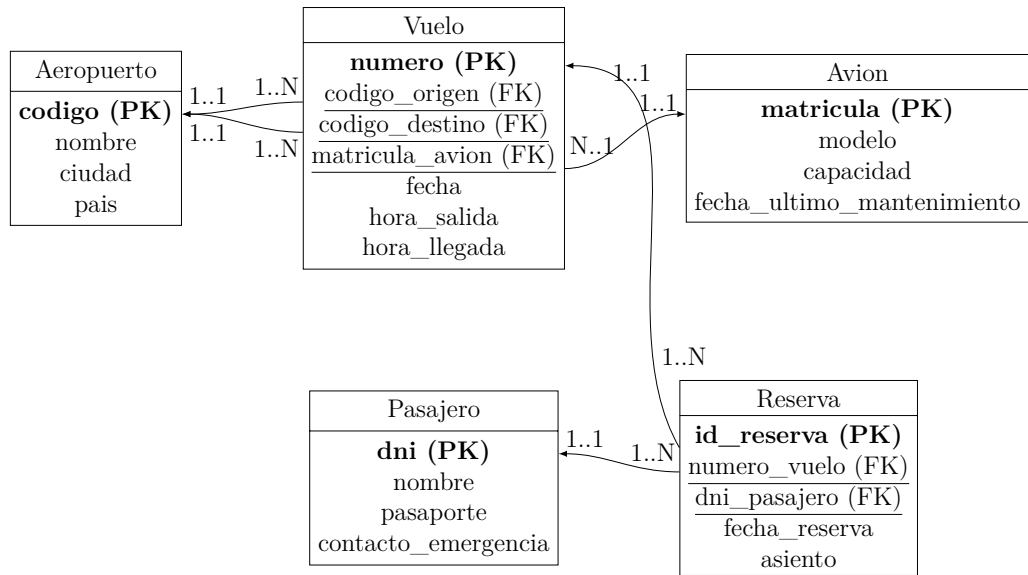 Aeropuerto
codigo (PK)
nombre
ciudad
pais
1..1
1..1
1..N
1..N
Vuelo
numero (PK)
codigo_origen (FK)
codigo_destino (FK)
matricula_avion (FK)
fecha
hora_salida
hora_llegada
N..1
1..1
1..1
Avion
matricula (PK)
modelo
capacidad
fecha_ultimo_mantenimiento
1..N
Pasajero
dni (PK)
nombre
pasaporte
contacto_emergencia
1..1
1..N
Reserva
id_reserva (PK)
numero_vuelo (FK)
dni_pasajero (FK)
fecha_reserva
asiento